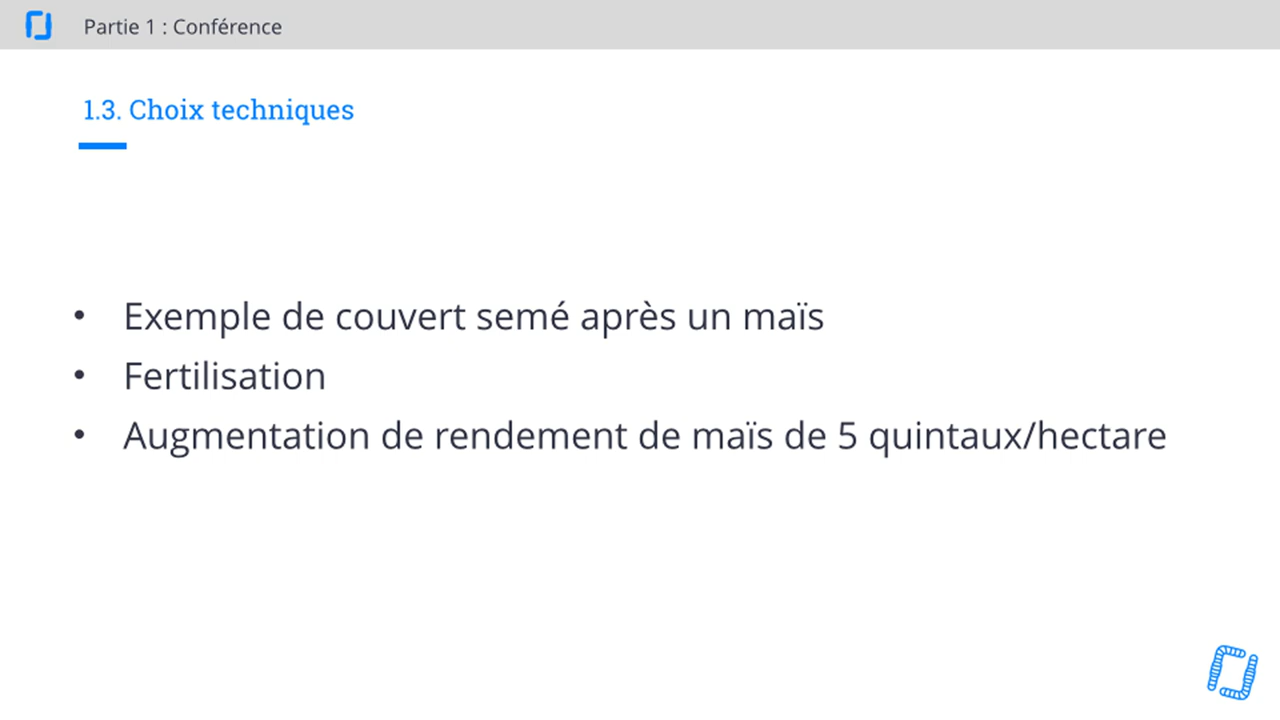 Partie 1 : Conférence
1.3. Choix techniques
• Exemple de couvert semé après un maïs
• Fertilisation
• Augmentation de rendement de maïs de 5 quintaux/hectare